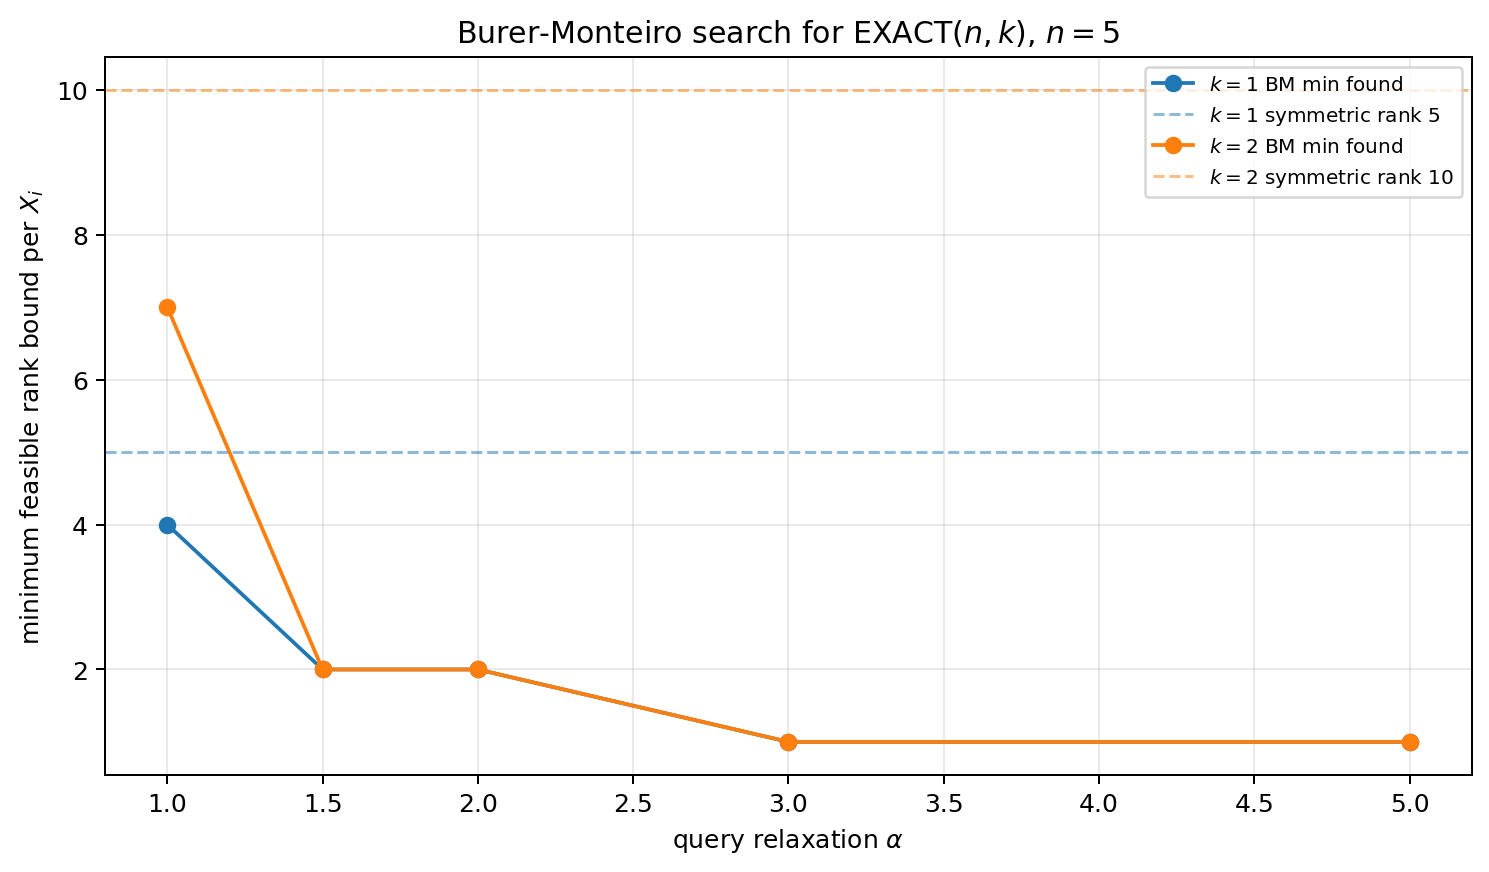 Burer-Monteiro search for EXACT(n, k), n = 5
minimum feasible rank bound per Xᵢ
10
8
6
4
2
k = 1 BM min found
k = 1 symmetric rank 5
k = 2 BM min found
k = 2 symmetric rank 10
1.0 1.5 2.0 2.5 3.0 3.5 4.0 4.5 5.0
query relaxation α